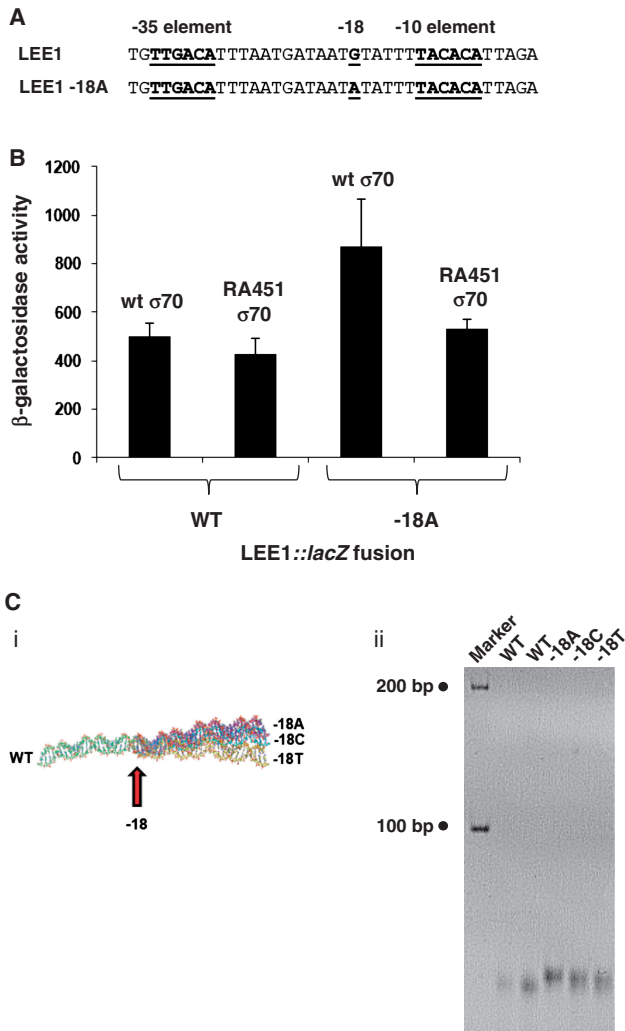 A
-35 element -18 -10 element
LEE1 TGTTGACATTTAATGATAATGTATTTTACACATTAGA
LEE1 -18A TGTTGACATTTAATGATAATATATTTTACACATTAGA
B
β-galactosidase activity
1200
1000
800
600
400
200
0
wt σ70
RA451
σ70
wt σ70
RA451
σ70
WT
-18A
LEE1::lacZ fusion
C
i
WT
-18A
-18C
-18T
-18
ii
Marker
WT
WT
-18A
-18C
-18T
200 bp
100 bp